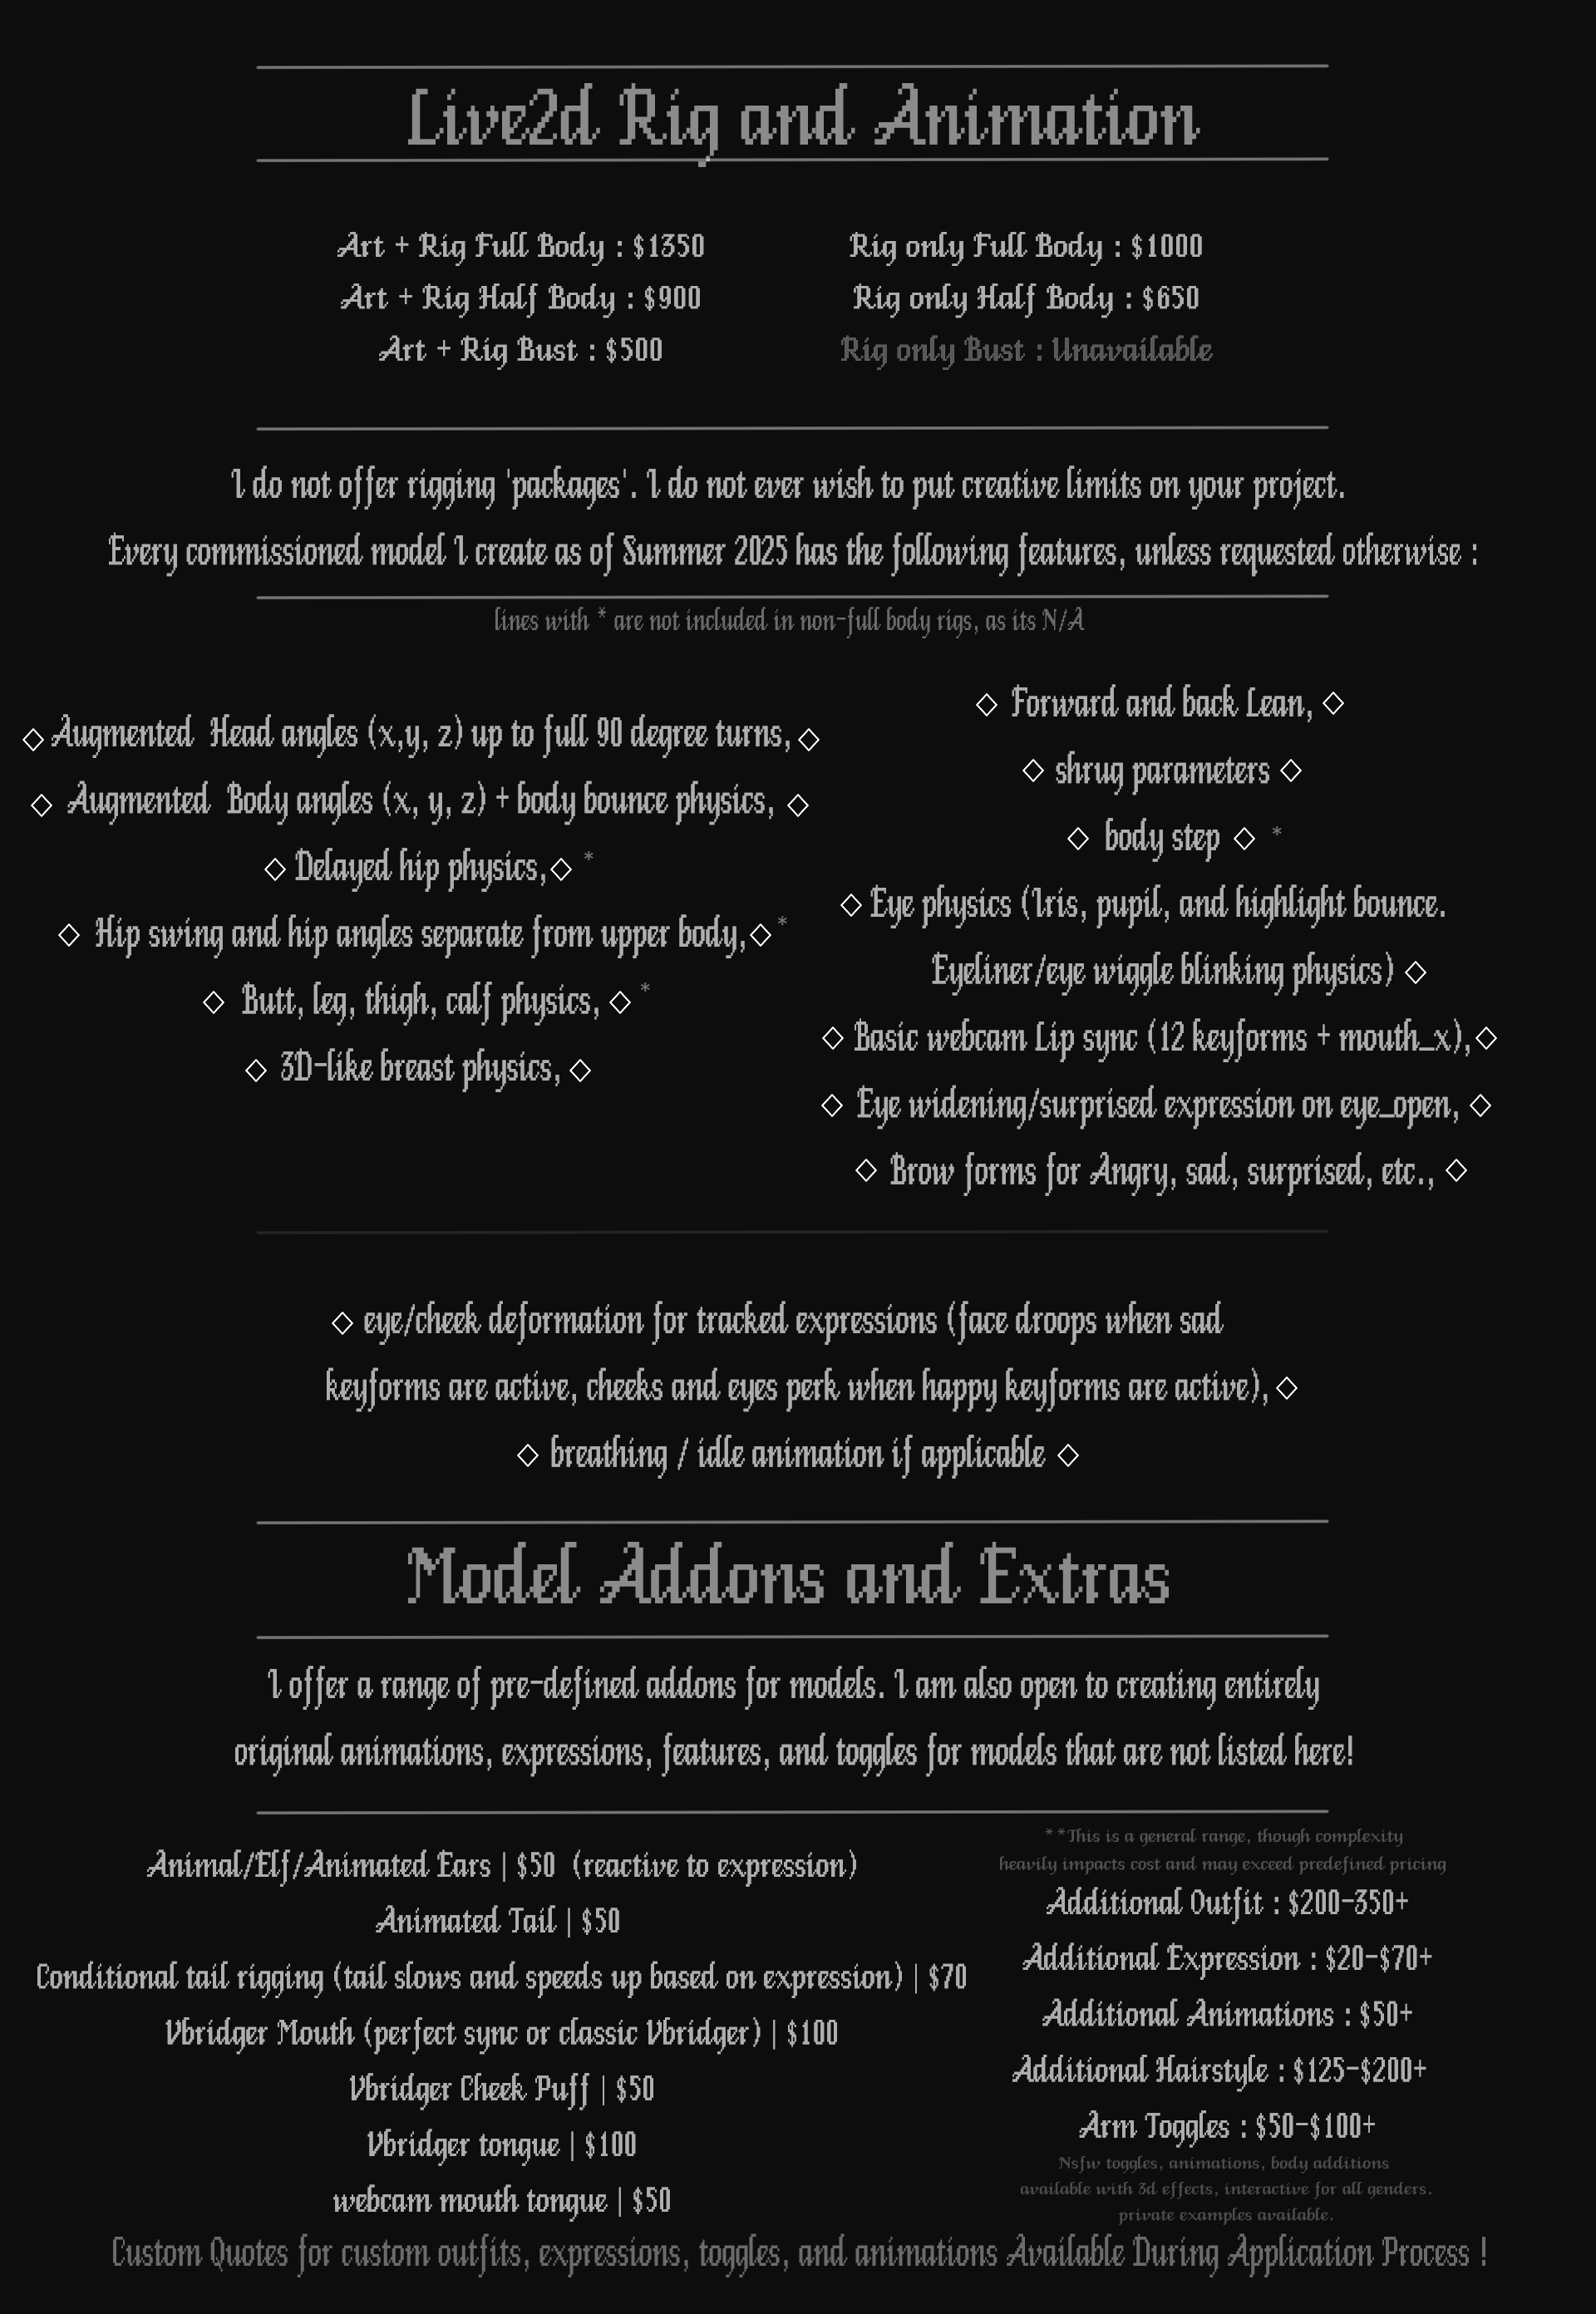 Live2d Rig and Animation
Art + Rig Full Body : $1350
Art + Rig Half Body : $900
Art + Rig Bust : $500
Rig only Full Body : $1000
Rig only Half Body : $650
Rig only Bust : Unavailable
I do not offer rigging 'packages'. I do not ever wish to put creative limits on your project.
Every commissioned model I create as of Summer 2025 has the following features, unless requested otherwise :
lines with * are not included in non-full body rigs, as its N/A
◇ Augmented Head angles (x,y, z) up to full 90 degree turns, ◇
◇ Augmented Body angles (x, y, z) + body bounce physics, ◇
◇ Delayed hip physics, ◇ *
◇ Hip swing and hip angles separate from upper body, ◇ *
◇ Butt, leg, thigh, calf physics, ◇ *
◇ 3D-like breast physics, ◇
◇ Forward and back Lean, ◇
◇ shrug parameters ◇
◇ body step ◇ *
◇ Eye physics (Iris, pupil, and highlight bounce.
Eyeliner/eye wiggle blinking physics) ◇
◇ Basic webcam Lip sync (12 keyforms + mouth_x), ◇
◇ Eye widening/surprised expression on eye_open, ◇
◇ Brow forms for Angry, sad, surprised, etc., ◇
◇ eye/cheek deformation for tracked expressions (face droops when sad
keyforms are active, cheeks and eyes perk when happy keyforms are active), ◇
◇ breathing / idle animation if applicable ◇
Model Addons and Extras
I offer a range of pre-defined addons for models. I am also open to creating entirely
original animations, expressions, features, and toggles for models that are not listed here!
Animal/Elf/Animated Ears | $50 (reactive to expression)
Animated Tail | $50
Conditional tail rigging (tail slows and speeds up based on expression) | $70
Vbridger Mouth (perfect sync or classic Vbridger) | $100
Vbridger Cheek Puff | $50
Vbridger tongue | $100
webcam mouth tongue | $50
**This is a general range, though complexity
heavily impacts cost and may exceed predefined pricing
Additional Outfit : $200-350+
Additional Expression : $20-$70+
Additional Animations : $50+
Additional Hairstyle : $125-$200+
Arm Toggles : $50-$100+
Nsfw toggles, animations, body additions
available with 3d effects, interactive for all genders.
private examples available.
Custom Quotes for custom outfits, expressions, toggles, and animations Available During Application Process !